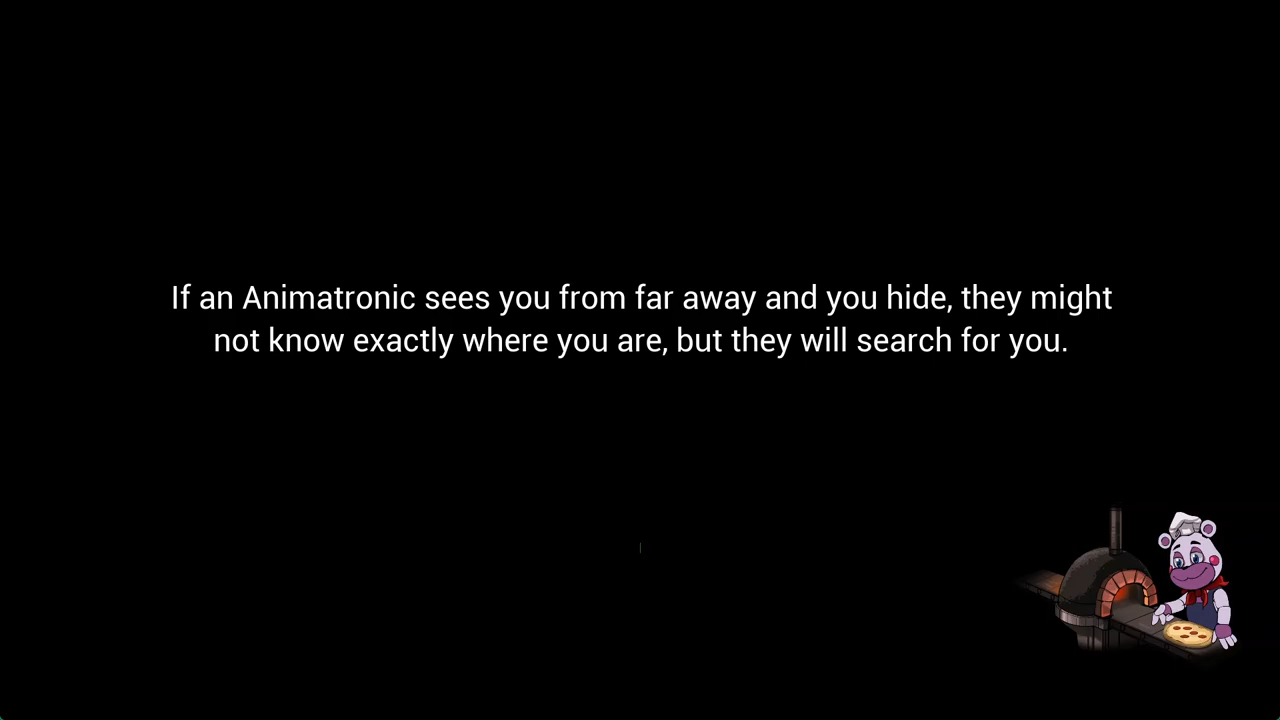 If an Animatronic sees you from far away and you hide, they might
not know exactly where you are, but they will search for you.